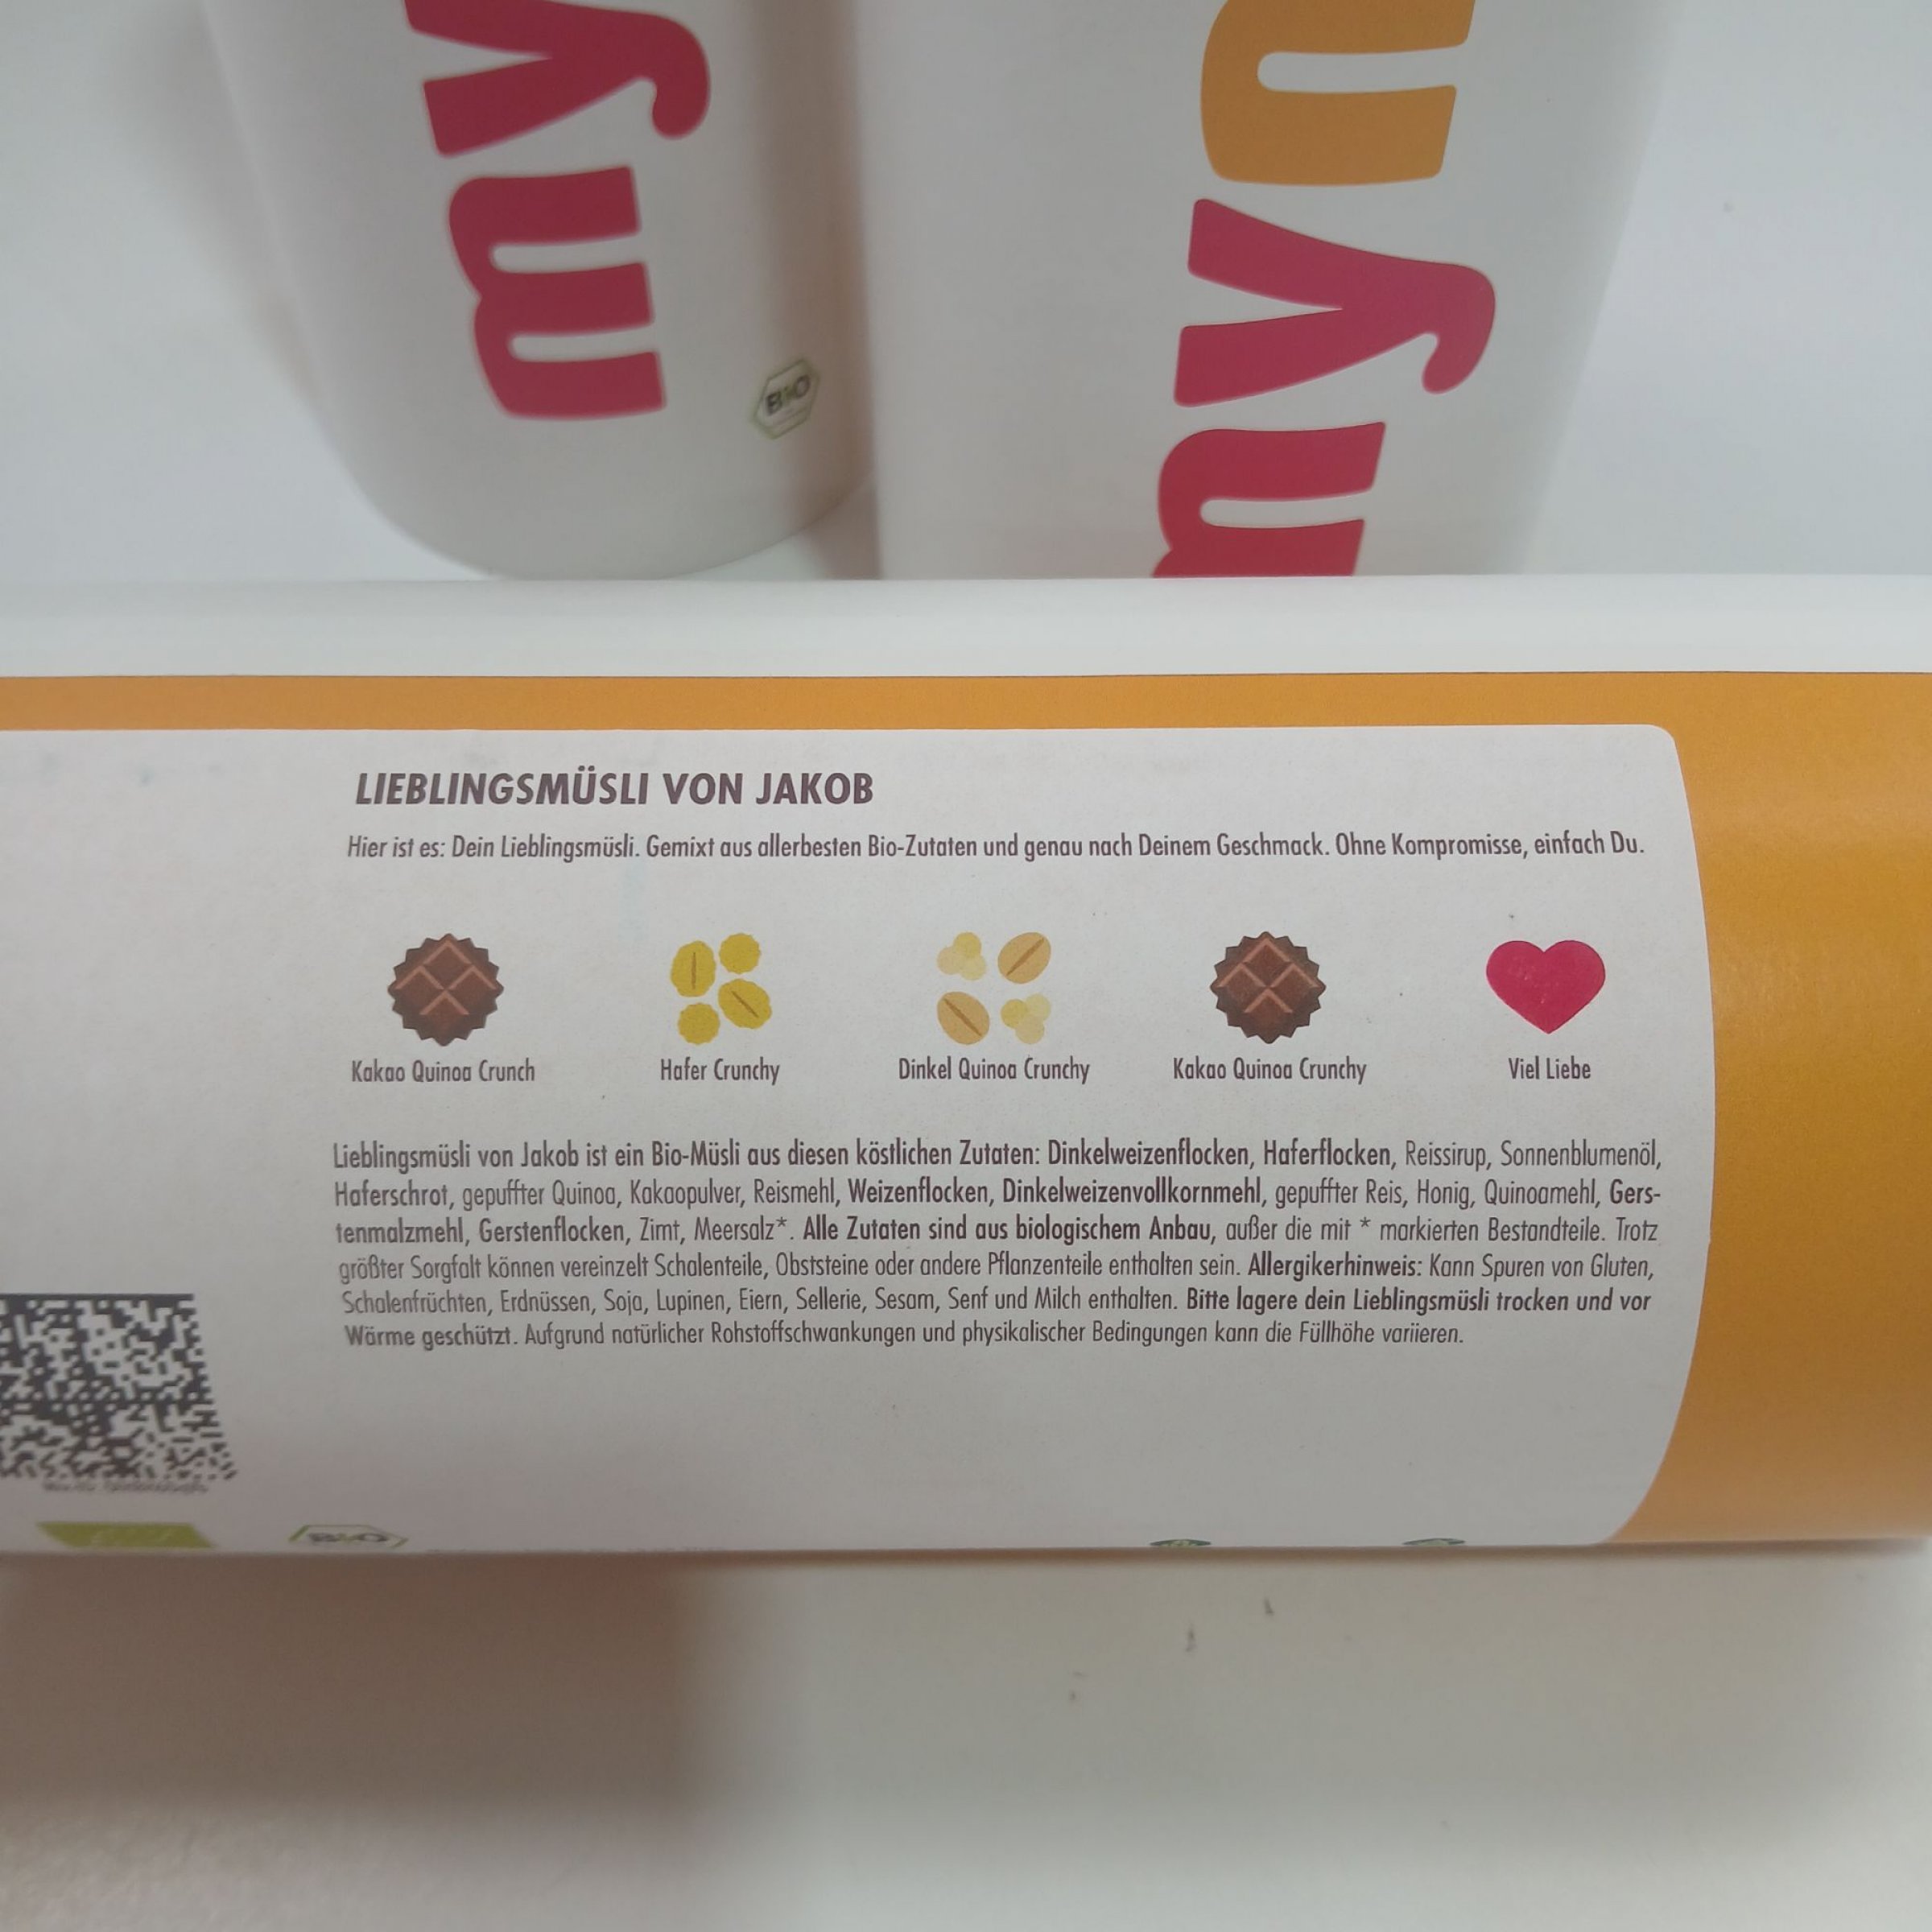 my
BiO
myn
LIEBLINGSMÜSLI VON JAKOB
Hier ist es: Dein Lieblingsmüsli. Gemixt aus allerbesten Bio-Zutaten und genau nach Deinem Geschmack. Ohne Kompromisse, einfach Du.
Kakao Quinoa Crunch
Hafer Crunchy
Dinkel Quinoa Crunchy
Kakao Quinoa Crunchy
Viel Liebe
Lieblingsmüsli von Jakob ist ein Bio-Müsli aus diesen köstlichen Zutaten: Dinkelweizenflocken, Haferflocken, Reissirup, Sonnenblumenöl,
Haferschrot, gepuffter Quinoa, Kakaopulver, Reismehl, Weizenflocken, Dinkelweizenvollkornmehl, gepuffter Reis, Honig, Quinoamehl, Gers-
tenmalzmehl, Gerstenflocken, Zimt, Meersalz*. Alle Zutaten sind aus biologischem Anbau, außer die mit * markierten Bestandteile. Trotz
größter Sorgfalt können vereinzelt Schalenteile, Obststeine oder andere Pflanzenteile enthalten sein. Allergikerhinweis: Kann Spuren von Gluten,
Schalenfrüchten, Erdnüssen, Soja, Lupinen, Eiern, Sellerie, Sesam, Senf und Milch enthalten. Bitte lagere dein Lieblingsmüsli trocken und vor
Wärme geschützt. Aufgrund natürlicher Rohstoffschwankungen und physikalischer Bedingungen kann die Füllhöhe variieren.
BiO